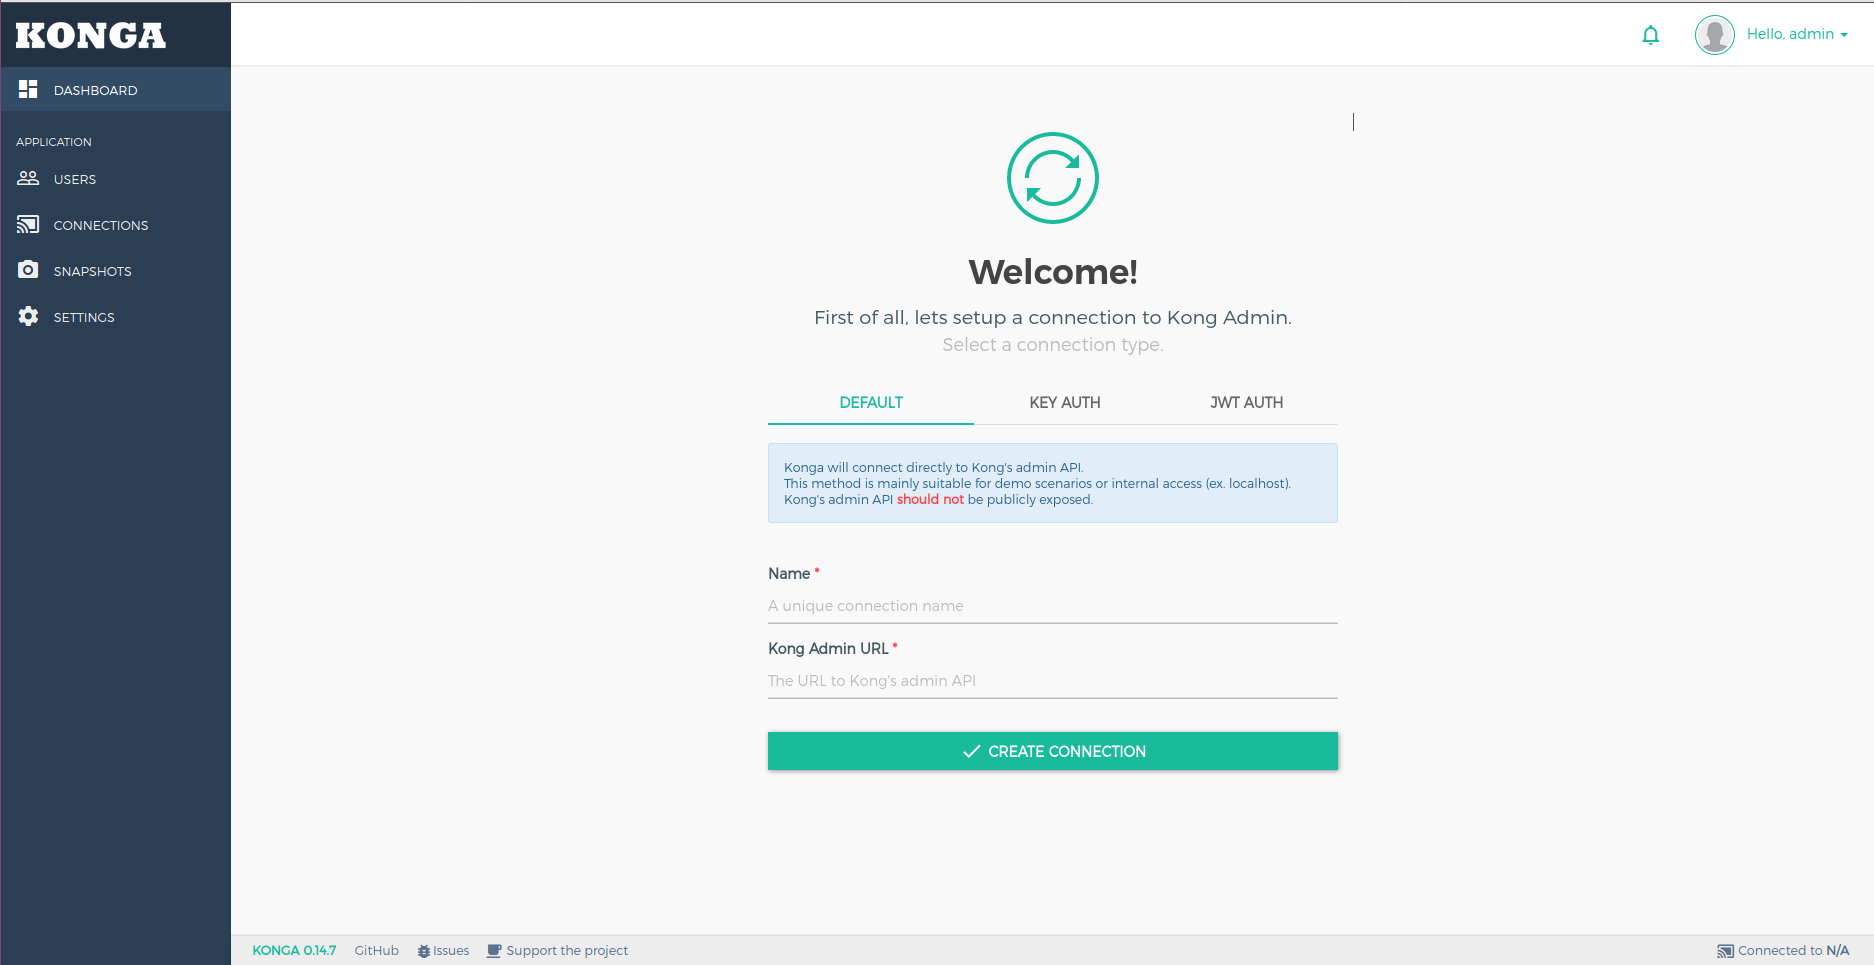 KONGA
Hello, admin
DASHBOARD
APPLICATION
USERS
CONNECTIONS
SNAPSHOTS
SETTINGS
Welcome!
First of all, lets setup a connection to Kong Admin.
Select a connection type.
DEFAULT KEY AUTH JWT AUTH
Konga will connect directly to Kong's admin API.
This method is mainly suitable for demo scenarios or internal access (ex. localhost).
Kong's admin API should not be publicly exposed.
Name *
A unique connection name
Kong Admin URL *
The URL to Kong's admin API
CREATE CONNECTION
KONGA 0.14.7 GitHub Issues Support the project Connected to N/A